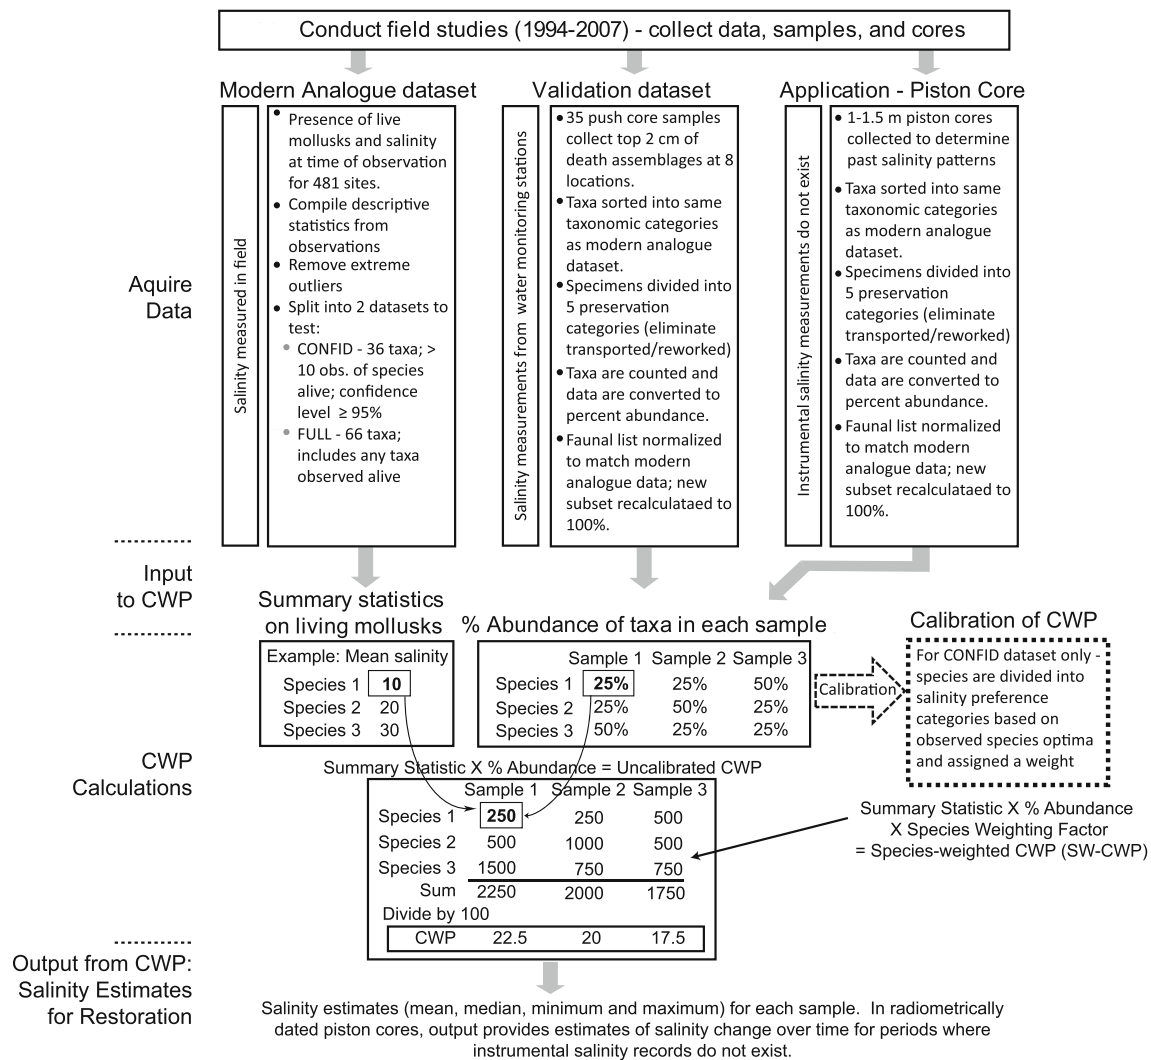 Conduct field studies (1994-2007) - collect data, samples, and cores
Modern Analogue dataset
Salinity measured in field
• Presence of live
mollusks and salinity
at time of observation
for 481 sites.
• Compile descriptive
statistics from
observations
• Remove extreme
outliers
• Split into 2 datasets to
test:
• CONFID - 36 taxa; >
10 obs. of species
alive; confidence
level ≥ 95%
• FULL - 66 taxa;
includes any taxa
observed alive
Validation dataset
Salinity measurements from water monitoring stations
• 35 push core samples
collect top 2 cm of
death assemblages at 8
locations.
• Taxa sorted into same
taxonomic categories
as modern analogue
dataset.
• Specimens divided into
5 preservation
categories (eliminate
transported/reworked)
• Taxa are counted and
data are converted to
percent abundance.
• Faunal list normalized
to match modern
analogue data; new
subset recalculataed to
100%.
Application - Piston Core
Instrumental salinity measurements do not exist
• 1-1.5 m piston cores
collected to determine
past salinity patterns
• Taxa sorted into same
taxonomic categories
as modern analogue
dataset.
• Specimens divided into
5 preservation
categories (eliminate
transported/reworked)
• Taxa are counted and
data are converted to
percent abundance.
• Faunal list normalized
to match modern
analogue data; new
subset recalculataed to
100%.
Aquire
Data
Input
to CWP
Summary statistics
on living mollusks
Example: Mean salinity
Species 1 10
Species 2 20
Species 3 30
% Abundance of taxa in each sample
Sample 1 Sample 2 Sample 3
Species 1 25% 25% 50%
Species 2 25% 50% 25%
Species 3 50% 25% 25%
Calibration
Calibration of CWP
For CONFID dataset only -
species are divided into
salinity preference
categories based on
observed species optima
and assigned a weight
CWP
Calculations
Summary Statistic X % Abundance = Uncalibrated CWP
Sample 1 Sample 2 Sample 3
Species 1 250 250 500
Species 2 500 1000 500
Species 3 1500 750 750
Sum 2250 2000 1750
Divide by 100
CWP 22.5 20 17.5
Summary Statistic X % Abundance
X Species Weighting Factor
= Species-weighted CWP (SW-CWP)
Output from CWP:
Salinity Estimates
for Restoration
Salinity estimates (mean, median, minimum and maximum) for each sample. In radiometrically
dated piston cores, output provides estimates of salinity change over time for periods where
instrumental salinity records do not exist.